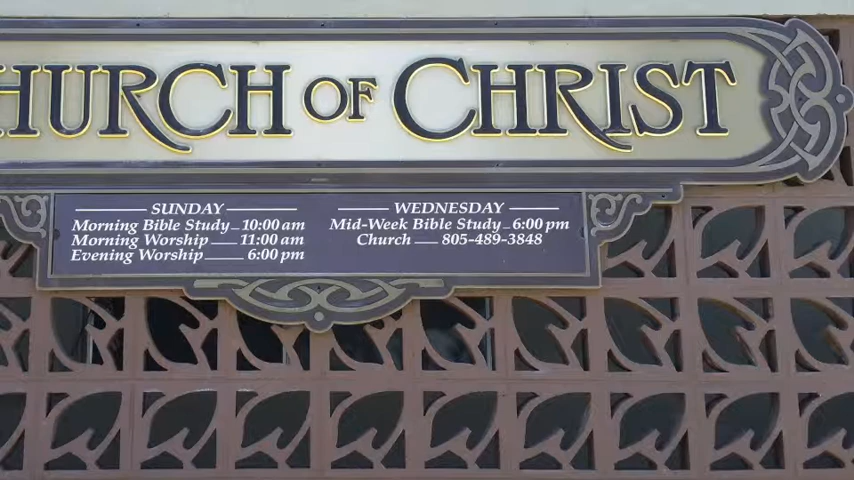 CHURCH OF CHRIST
SUNDAY
Morning Bible Study 10:00 am
Morning Worship 11:00 am
Evening Worship 6:00 pm
WEDNESDAY
Mid-Week Bible Study 6:00 pm
Church 805-489-3848